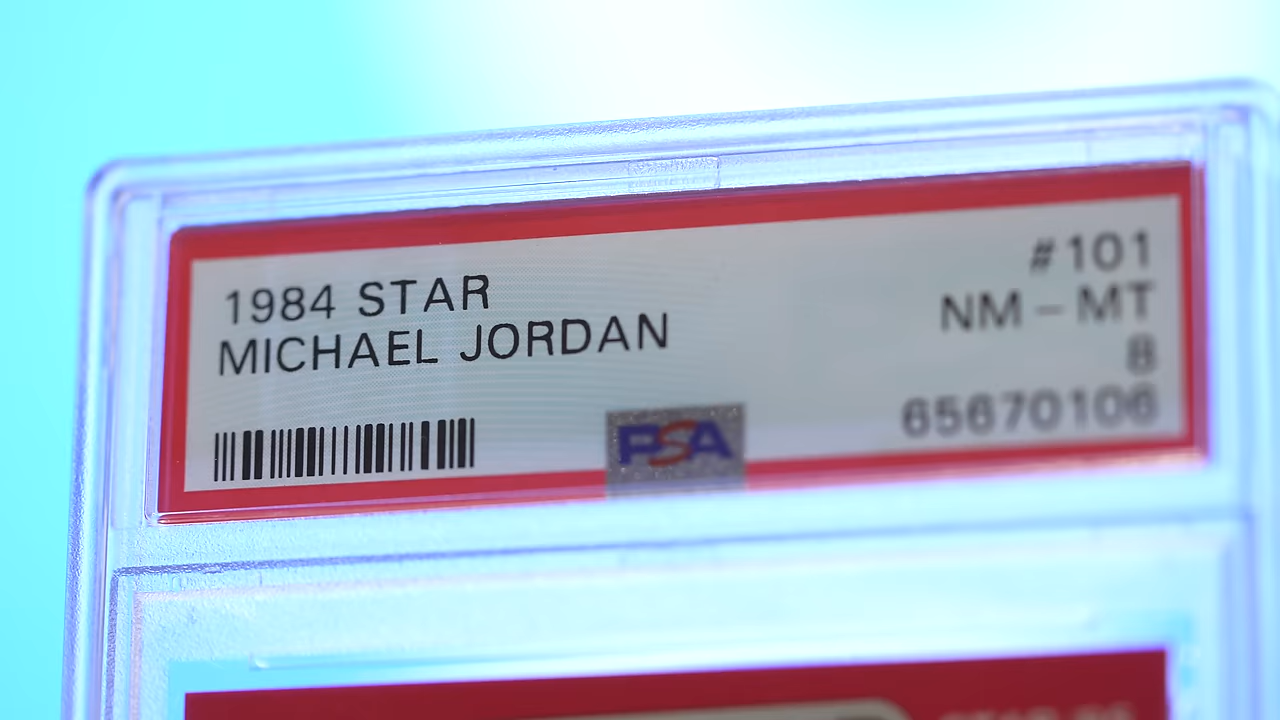 1984 STAR
MICHAEL JORDAN
#101
NM - MT
8
65670106
PSA